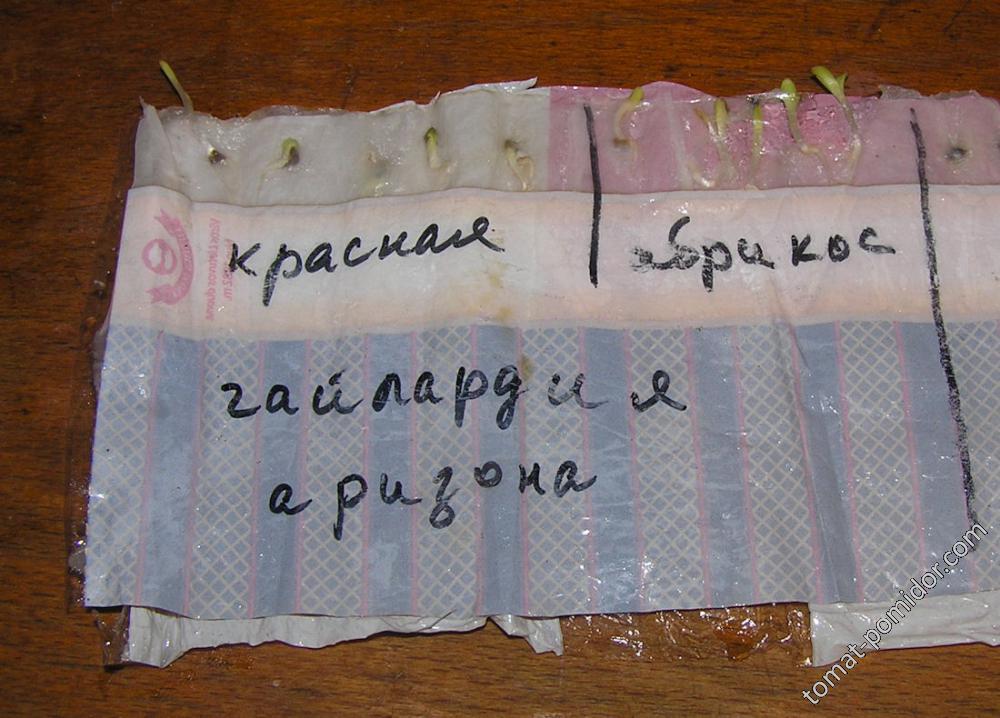 красная абрикос
гайлардия
аризона
tomat-pomidor.com